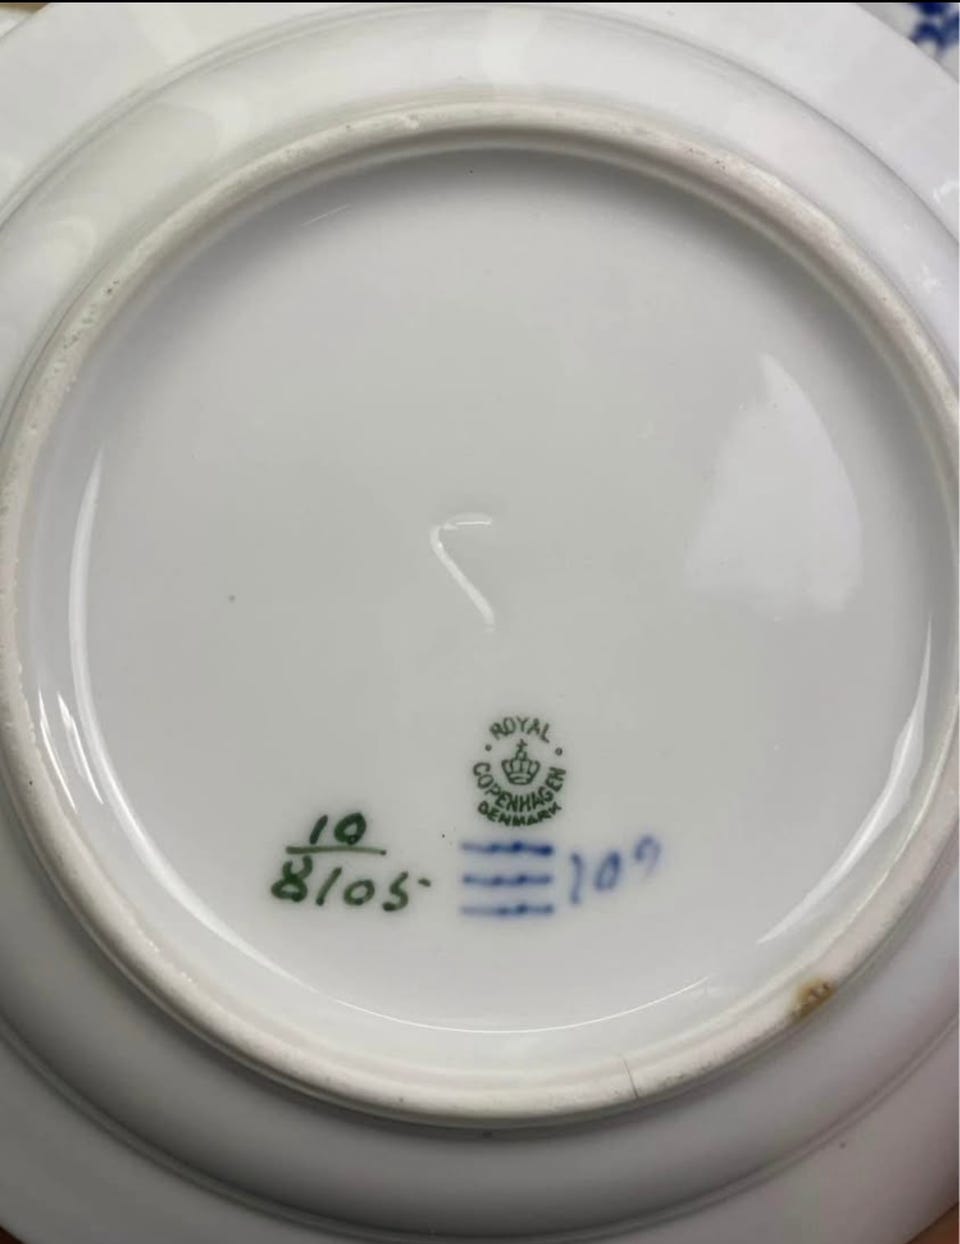 ROYAL
COPENHAGEN
DENMARK
10
8105
109